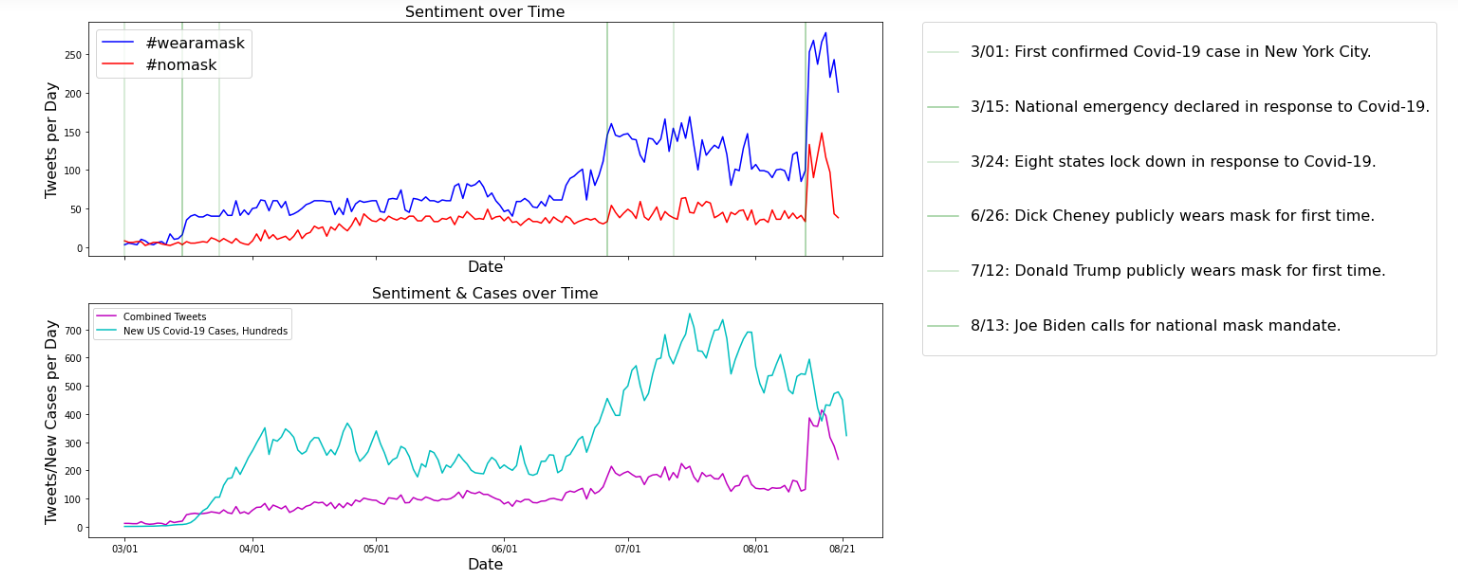 Sentiment over Time
#wearamask
#nomask
Tweets per Day
250
200
150
100
50
0
Date
3/01: First confirmed Covid-19 case in New York City.
3/15: National emergency declared in response to Covid-19.
3/24: Eight states lock down in response to Covid-19.
6/26: Dick Cheney publicly wears mask for first time.
7/12: Donald Trump publicly wears mask for first time.
8/13: Joe Biden calls for national mask mandate.
Sentiment & Cases over Time
Combined Tweets
New US Covid-19 Cases, Hundreds
Tweets/New Cases per Day
700
600
500
400
300
200
100
0
03/01 04/01 05/01 06/01 07/01 08/01 08/21
Date